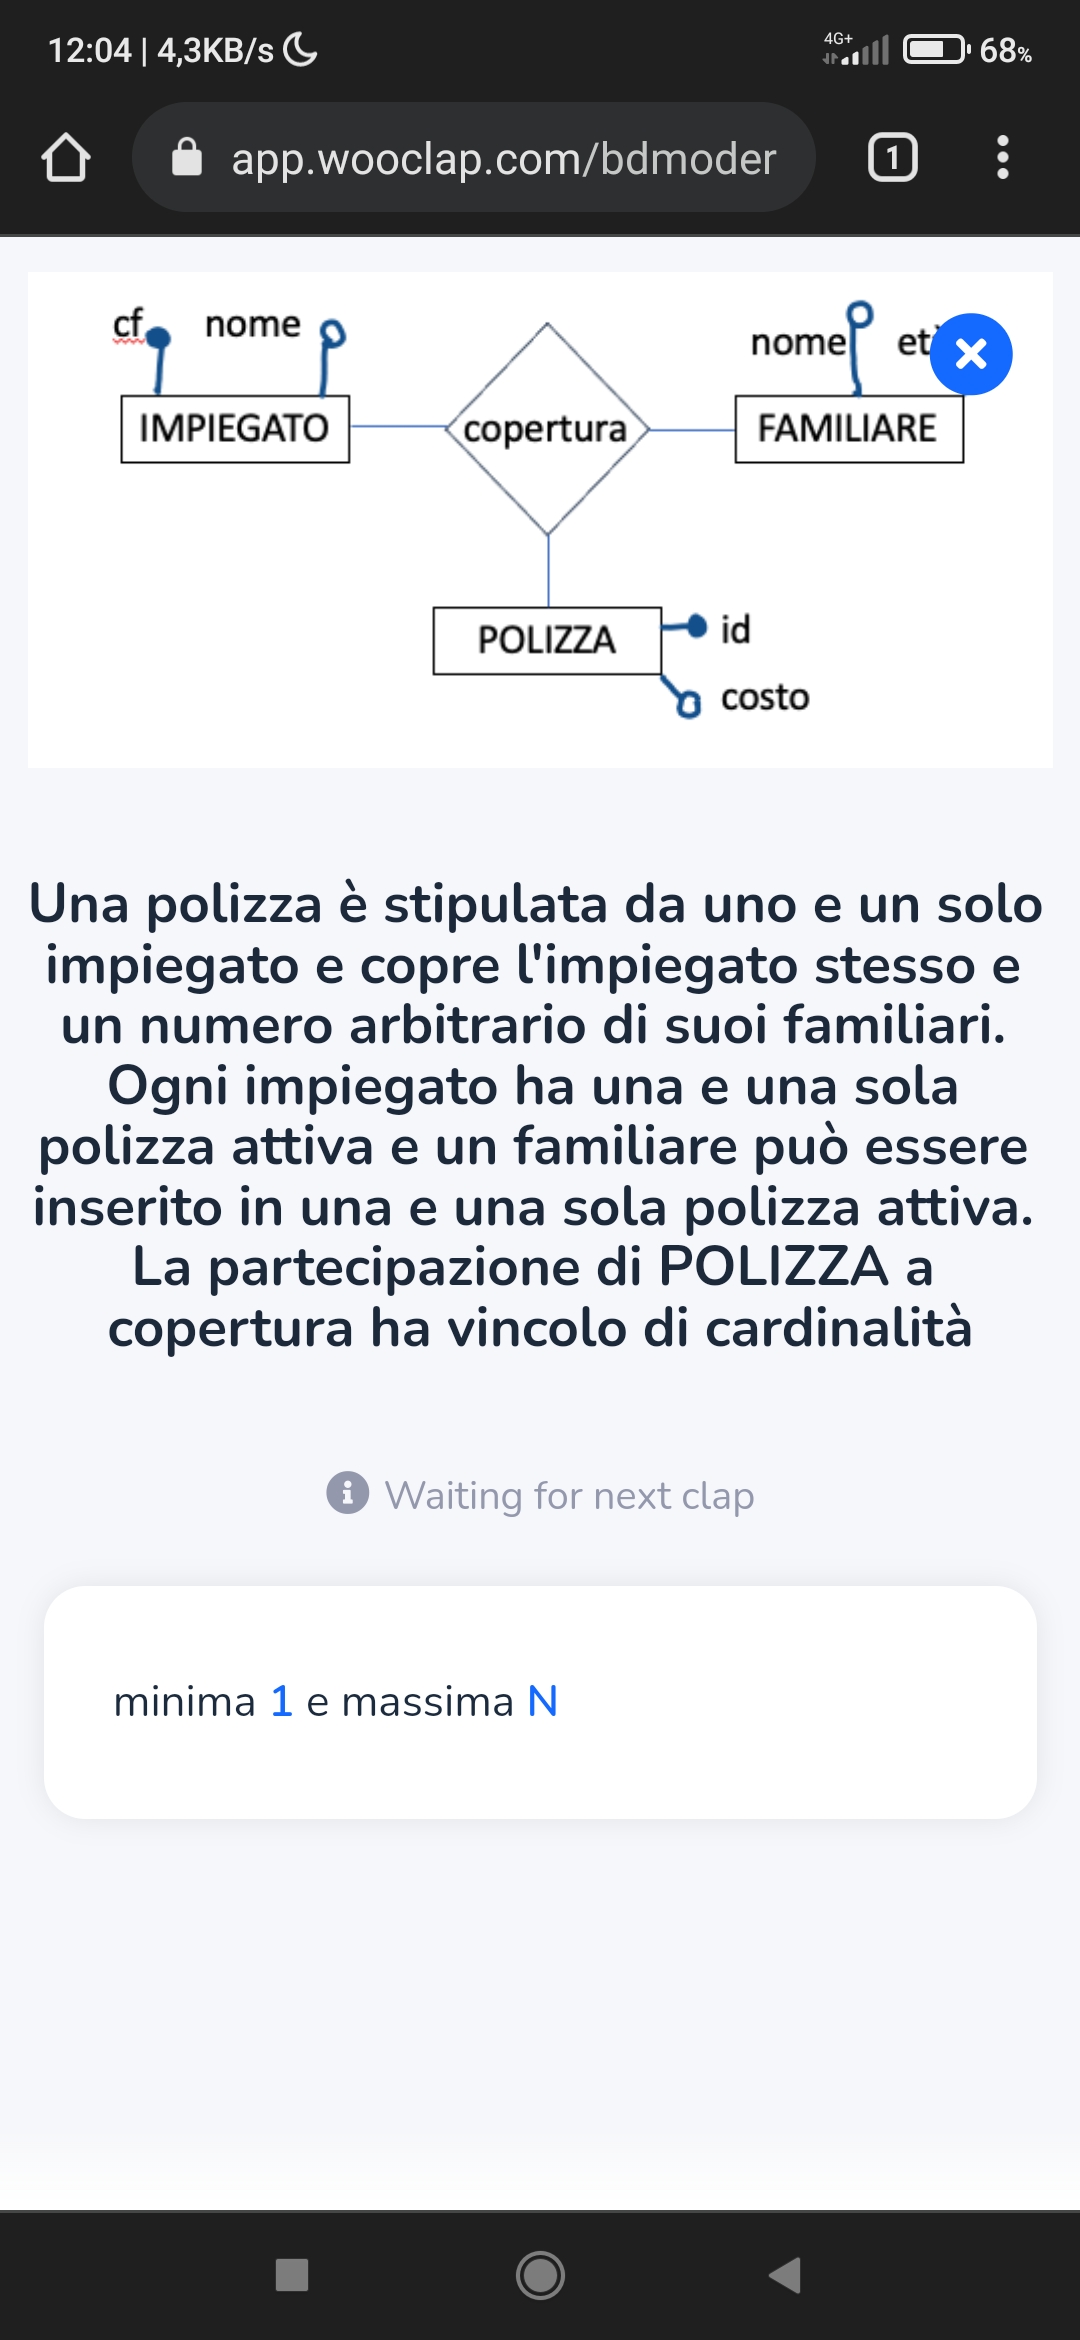 12:04 | 4,3KB/s 4G+ 68%
app.wooclap.com/bdmoder 1
cf nome nome et
IMPIEGATO copertura FAMILIARE
POLIZZA id
costo
Una polizza è stipulata da uno e un solo
impiegato e copre l'impiegato stesso e
un numero arbitrario di suoi familiari.
Ogni impiegato ha una e una sola
polizza attiva e un familiare può essere
inserito in una e una sola polizza attiva.
La partecipazione di POLIZZA a
copertura ha vincolo di cardinalità
Waiting for next clap
minima 1 e massima N